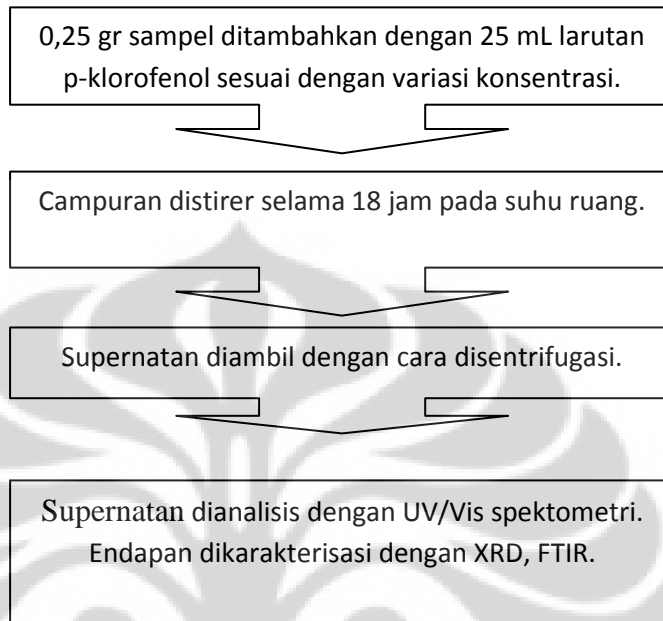 0,25 gr sampel ditambahkan dengan 25 mL larutan
p-klorofenol sesuai dengan variasi konsentrasi.
Campuran distirer selama 18 jam pada suhu ruang.
Supernatan diambil dengan cara disentrifugasi.
Supernatan dianalisis dengan UV/Vis spektometri.
Endapan dikarakterisasi dengan XRD, FTIR.